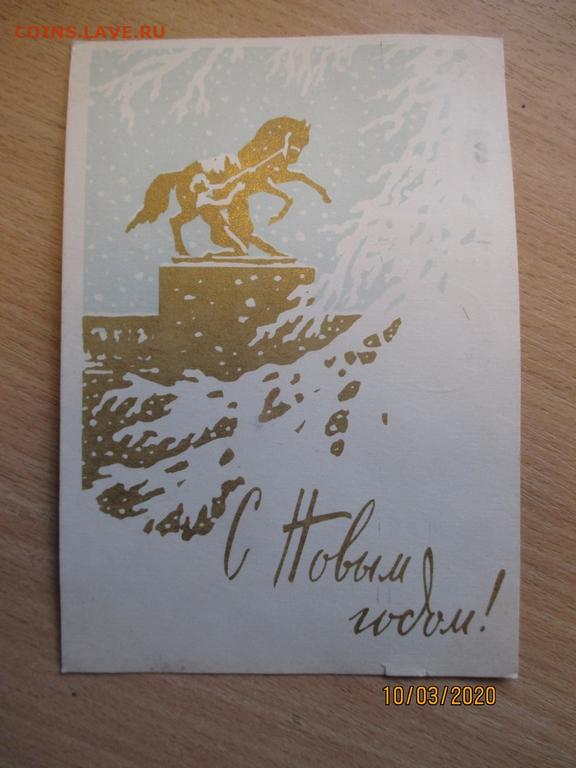 COINS.LAVE.RU
С Новым
годом!
10/03/2020